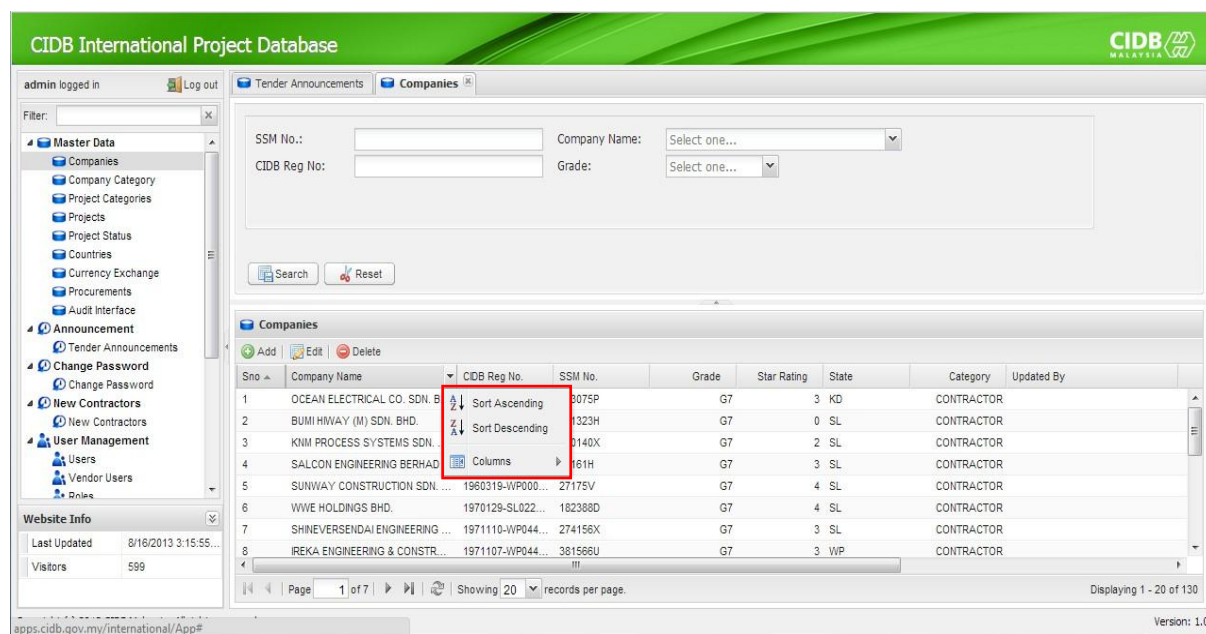 CIDB International Project Database
CIDB
MALAYSIA
admin logged in
Log out
Filter:
Master Data
Companies
Company Category
Project Categories
Projects
Project Status
Countries
Currency Exchange
Procurements
Audit Interface
Announcement
Tender Announcements
Change Password
Change Password
New Contractors
New Contractors
User Management
Users
Vendor Users
Roles
Website Info
Last Updated 8/16/2013 3:15:55...
Visitors 599
Tender Announcements Companies
SSM No.: Company Name: Select one...
CIDB Reg No: Grade: Select one...
Search Reset
Companies
Add Edit Delete
Sno Company Name CIDB Reg No. SSM No. Grade Star Rating State Category Updated By
1 OCEAN ELECTRICAL CO. SDN. B 3075P G7 3 KD CONTRACTOR
2 BUMI HIWAY (M) SDN. BHD. 1323H G7 0 SL CONTRACTOR
3 KNM PROCESS SYSTEMS SDN. 0140X G7 2 SL CONTRACTOR
4 SALCON ENGINEERING BERHAD 161H G7 3 SL CONTRACTOR
5 SUNWAY CONSTRUCTION SDN. ... 1960319-WP000... 27175V G7 4 SL CONTRACTOR
6 WWE HOLDINGS BHD. 1970129-SL022... 182388D G7 4 SL CONTRACTOR
7 SHINEVERSENDAI ENGINEERING ... 1971110-WP044... 274156X G7 3 SL CONTRACTOR
8 IREKA ENGINEERING & CONSTR... 1971107-WP044... 381566U G7 3 WP CONTRACTOR
Sort Ascending
Sort Descending
Columns
Page 1 of 7 Showing 20 records per page. Displaying 1 - 20 of 130
Version: 1.0
apps.cidb.gov.my/international/App#